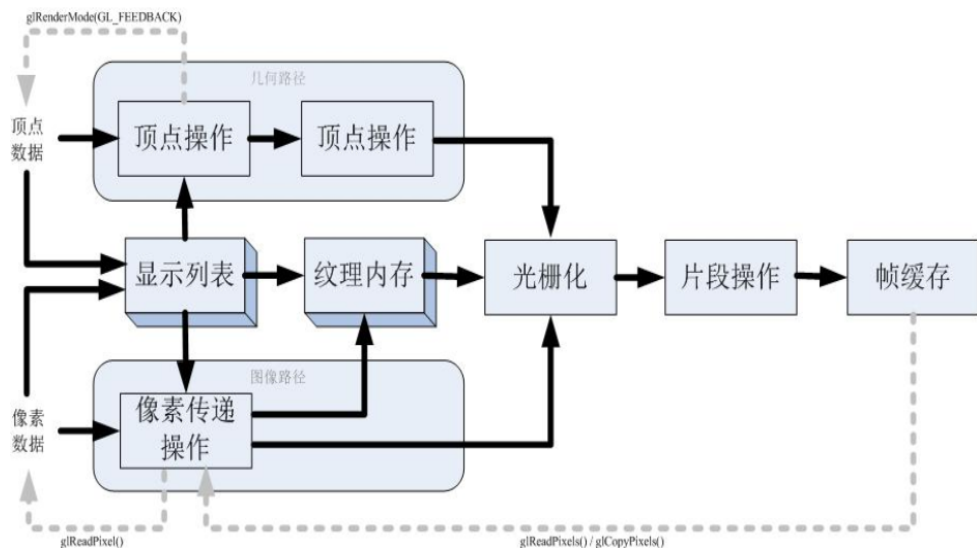 glRenderMode(GL_FEEDBACK)
几何路径
顶点
数据
顶点操作
顶点操作
显示列表
纹理内存
光栅化
片段操作
帧缓存
图像路径
像素
数据
像素传递
操作
glReadPixel()
glReadPixels() / glCopyPixels()